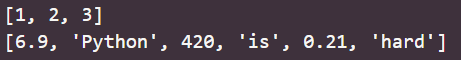 [1, 2, 3]
[6.9, 'Python', 420, 'is', 0.21, 'hard']